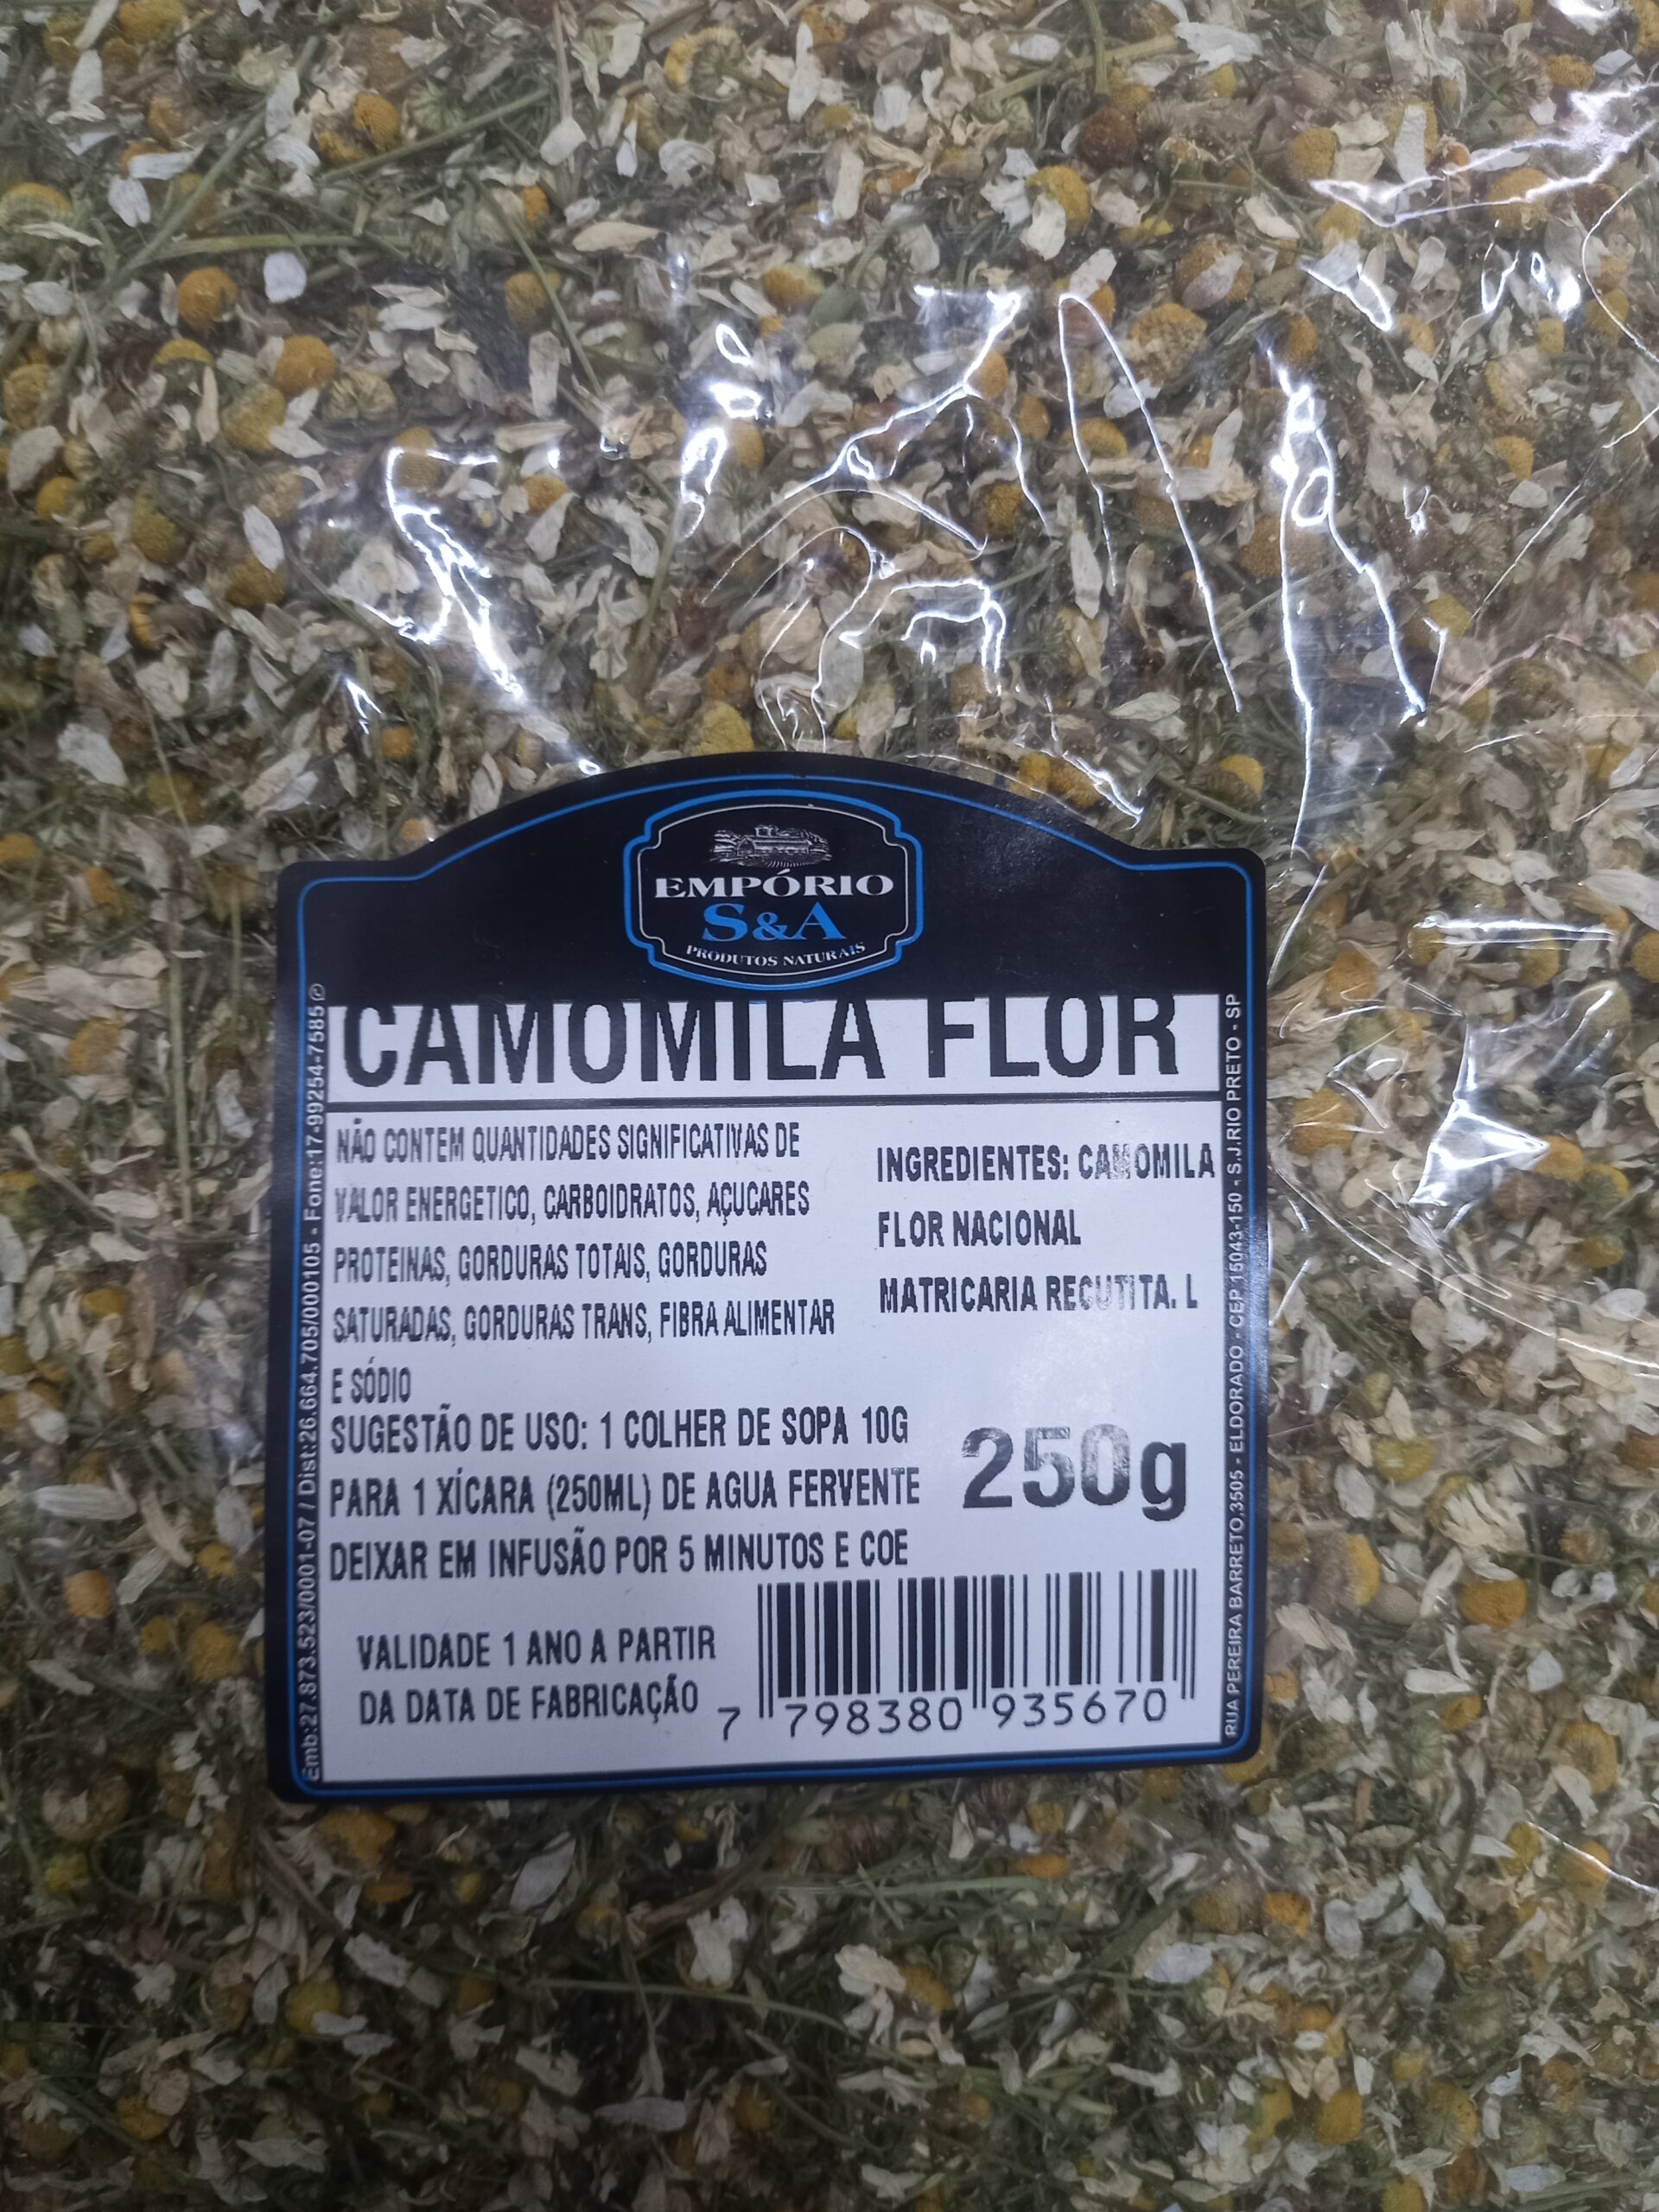 EMPÓRIO
S&A
PRODUTOS NATURAIS
CAMOMILA FLOR
NÃO CONTEM QUANTIDADES SIGNIFICATIVAS DE
VALOR ENERGETICO, CARBOIDRATOS, AÇUCARES
PROTEINAS, GORDURAS TOTAIS, GORDURAS
SATURADAS, GORDURAS TRANS, FIBRA ALIMENTAR
E SÓDIO
INGREDIENTES: CAMOMILA
FLOR NACIONAL
MATRICARIA RECUTITA. L
SUGESTÃO DE USO: 1 COLHER DE SOPA 10G
PARA 1 XÍCARA (250ML) DE AGUA FERVENTE
DEIXAR EM INFUSÃO POR 5 MINUTOS E COE
250g
VALIDADE 1 ANO A PARTIR
DA DATA DE FABRICAÇÃO
7 798380 935670
Emb:27.873.523/0001-07 / Dist:26.664.705/000105 - Fone:17-99254-7585
RUA PEREIRA BARRETO,3505 - ELDORADO - CEP 15043-150 - S.J.RIO PRETO - SP